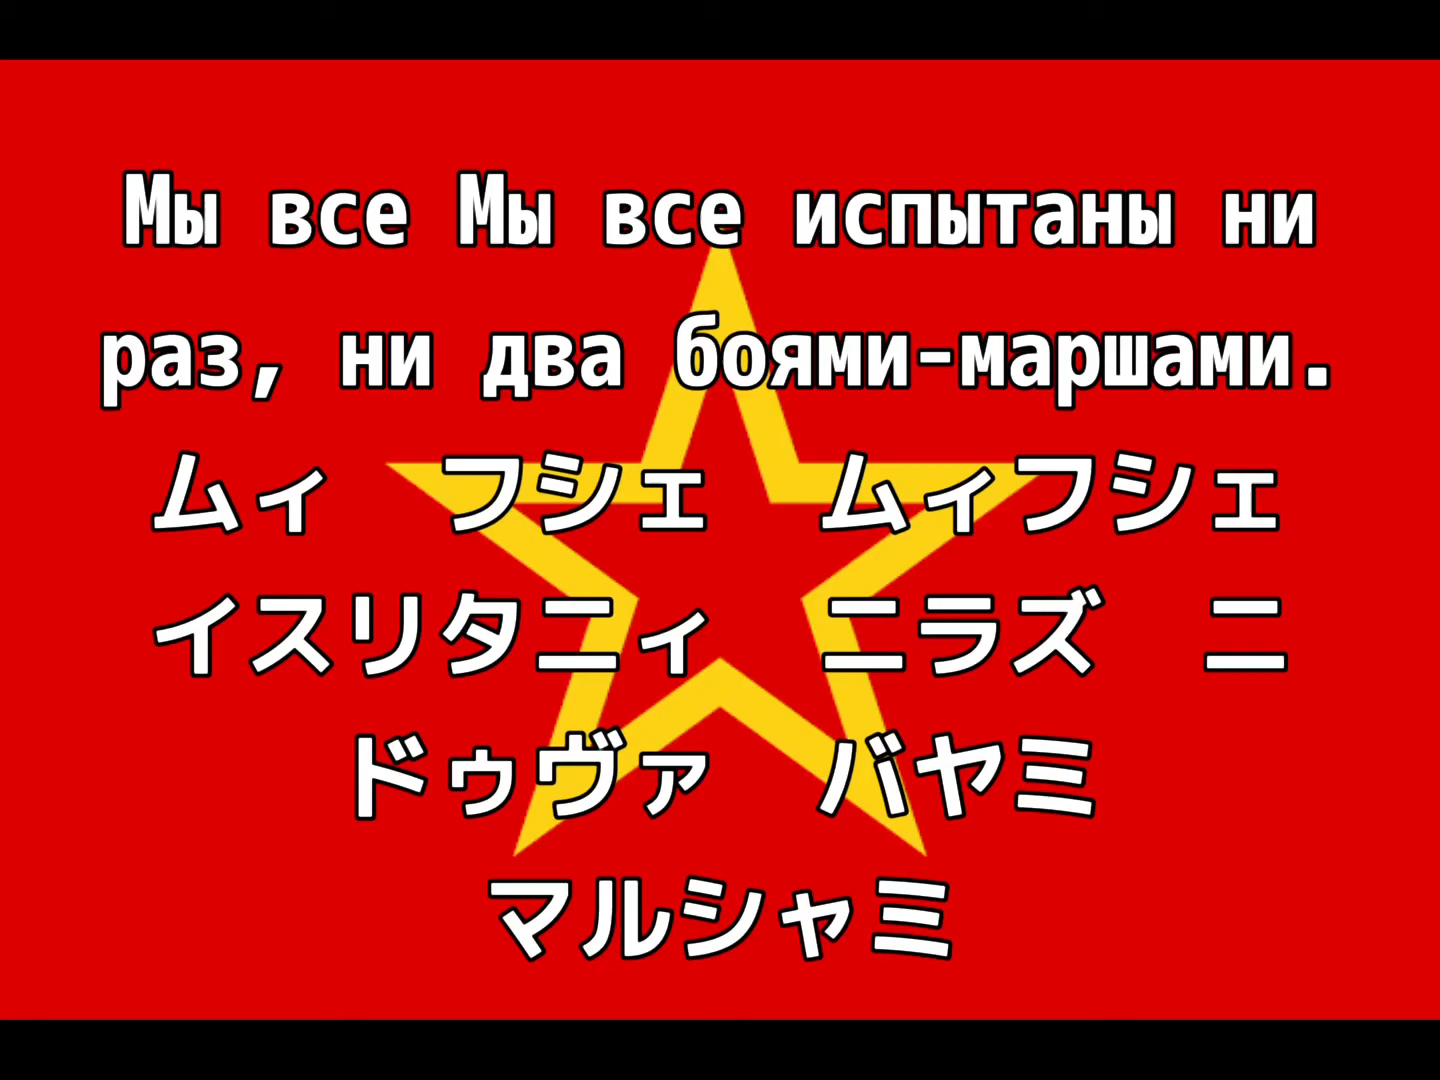 Мы все Мы все испытаны ни
раз, ни два боями-маршами.
ムィ　フシェ　ムィフシェ
イスリタニィ　ニラズ　ニ
ドゥヴァ　バヤミ
マルシャミ